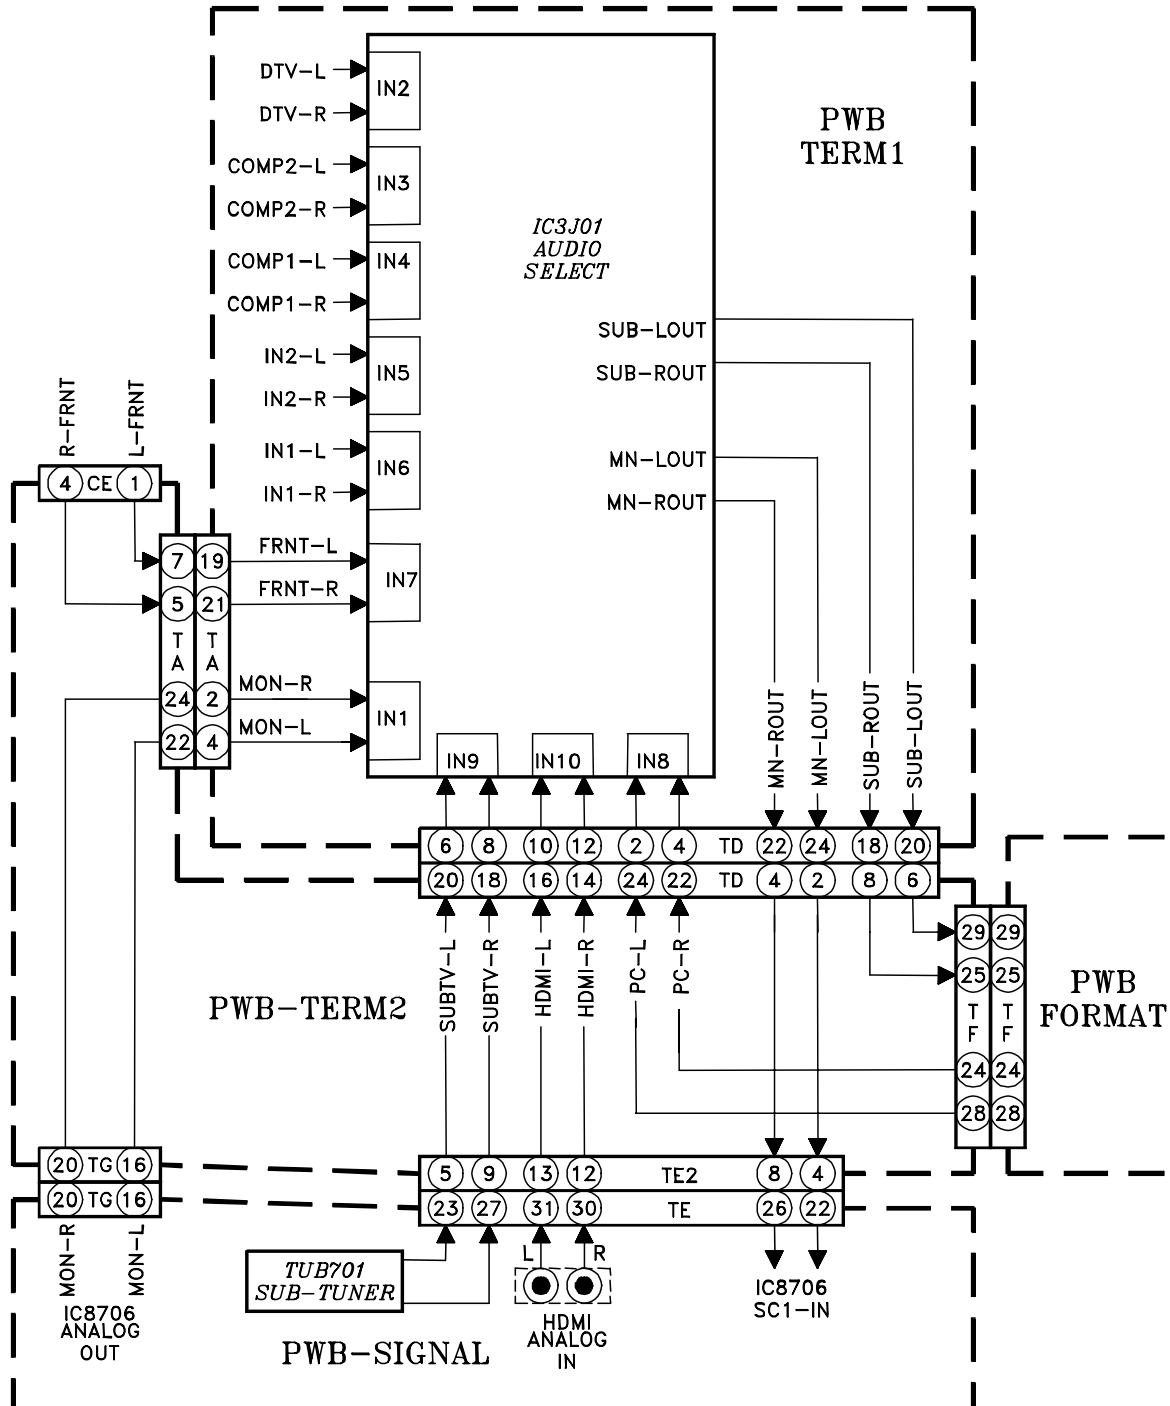 PWB
TERM1
DTV-L
DTV-R
IN2
COMP2-L
COMP2-R
IN3
COMP1-L
COMP1-R
IN4
IC3J01
AUDIO
SELECT
IN2-L
IN2-R
IN5
IN1-L
IN1-R
IN6
SUB-LOUT
SUB-ROUT
MN-LOUT
MN-ROUT
R-FRNT
L-FRNT
4 CE 1
7 19
5 21
T T
A A
24 2
22 4
FRNT-L
FRNT-R
IN7
MON-R
MON-L
IN1
IN9
IN10
IN8
MN-ROUT
MN-LOUT
SUB-ROUT
SUB-LOUT
6 8 10 12 2 4 TD 22 24 18 20
20 18 16 14 24 22 TD 4 2 8 6
SUBTV-L
SUBTV-R
HDMI-L
HDMI-R
PC-L
PC-R
PWB-TERM2
29 29
25 25
T T
F F
24 24
28 28
PWB
FORMAT
20 TG 16
20 TG 16
5 9 13 12 TE2 8 4
23 27 31 30 TE 26 22
MON-R
MON-L
IC8706
ANALOG
OUT
TUB701
SUB-TUNER
L R
HDMI
ANALOG
IN
IC8706
SC1-IN
PWB-SIGNAL